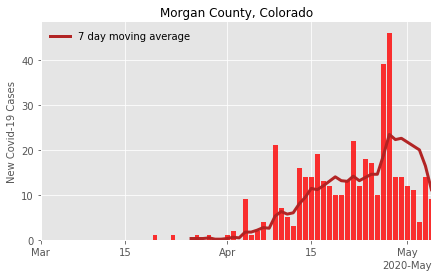 Morgan County, Colorado
7 day moving average
New Covid-19 Cases
40
30
20
10
0
Mar 15 Apr 15 May
2020-May